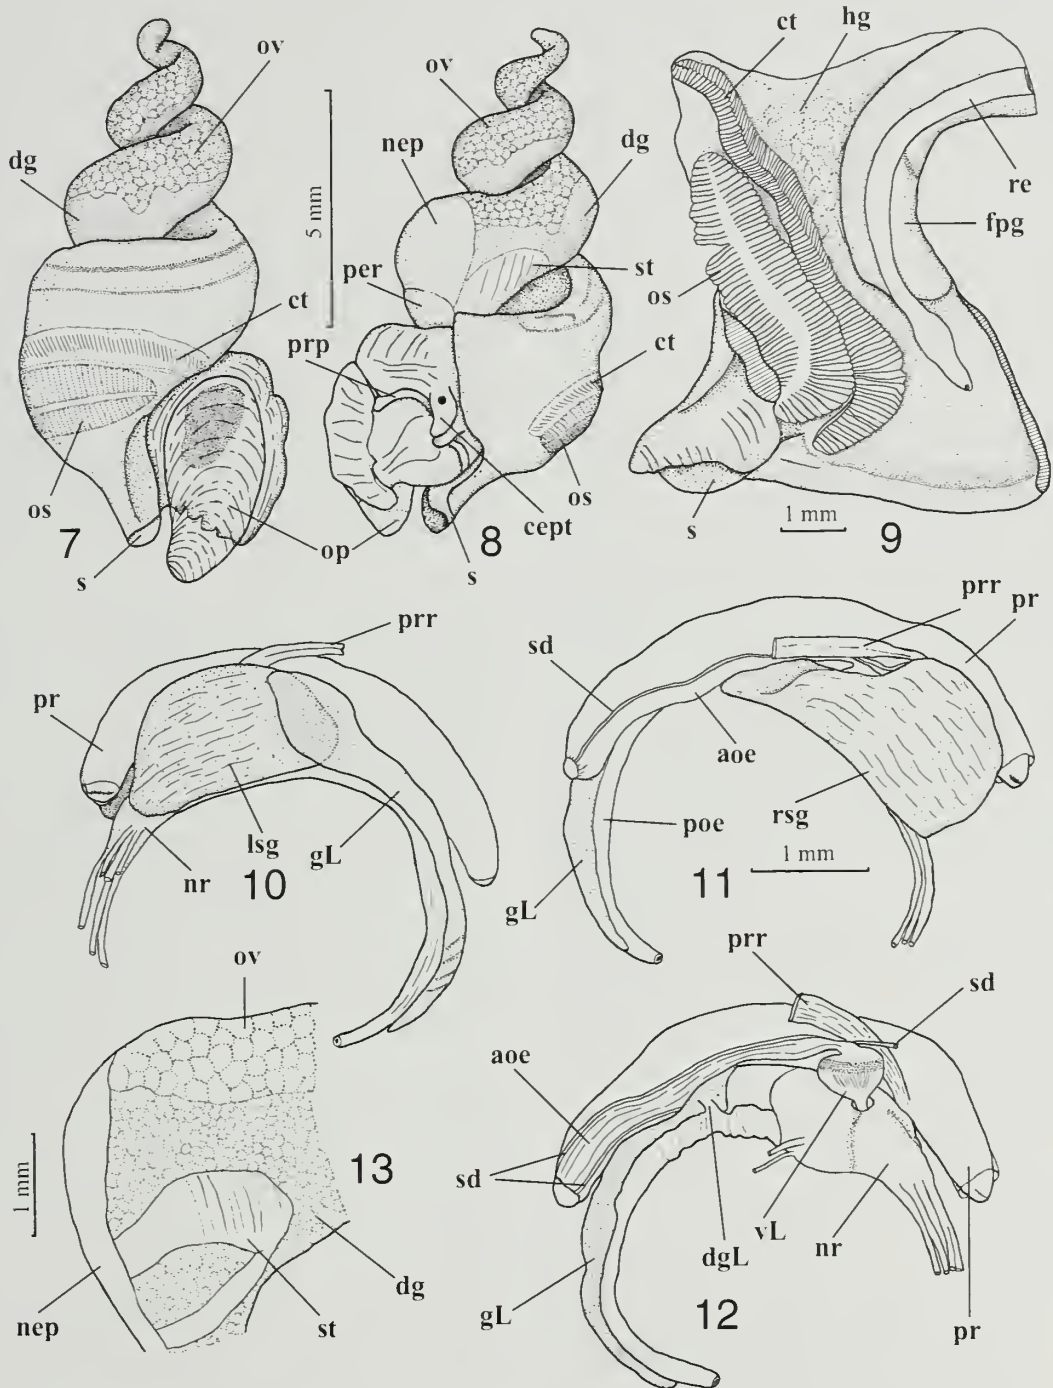 ov
dg
5 mm
ct
os
7
s
op
ov
nep
dg
per
st
prp
ct
os
cept
8
s
ct
hg
re
fpg
os
s
1 mm
9
prr
pr
lsg
gL
nr
10
prr
pr
sd
aoe
poe
rsg
gL
1 mm
11
ov
1 mm
13
nep
st
dg
prr
sd
aoe
sd
vL
nr
dgL
gL
12
pr